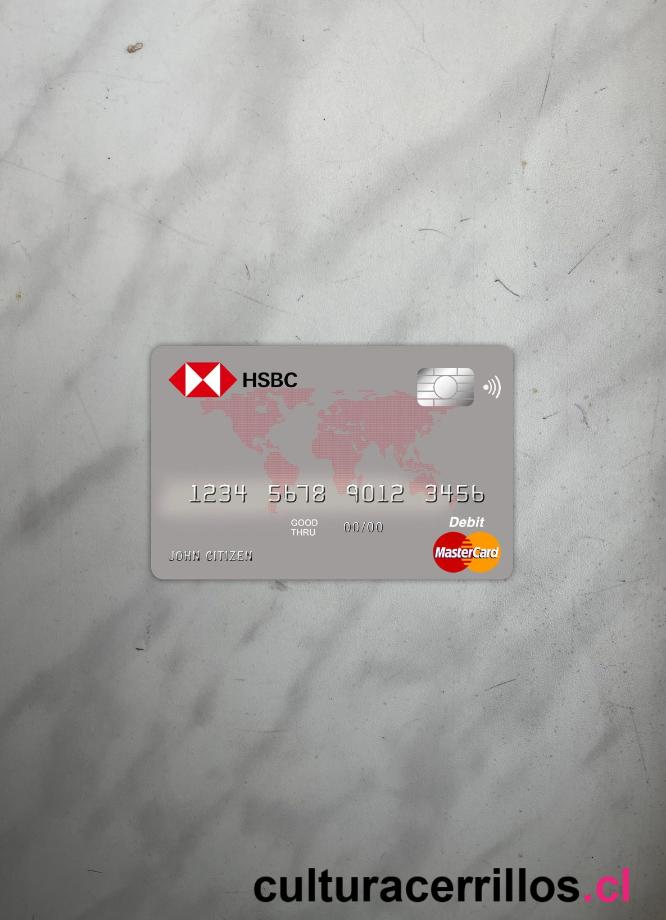 HSBC
1234 5678 9012 3456
GOOD
THRU
00/00
Debit
JOHN CITIZEN
MasterCard
culturacerrillos.cl